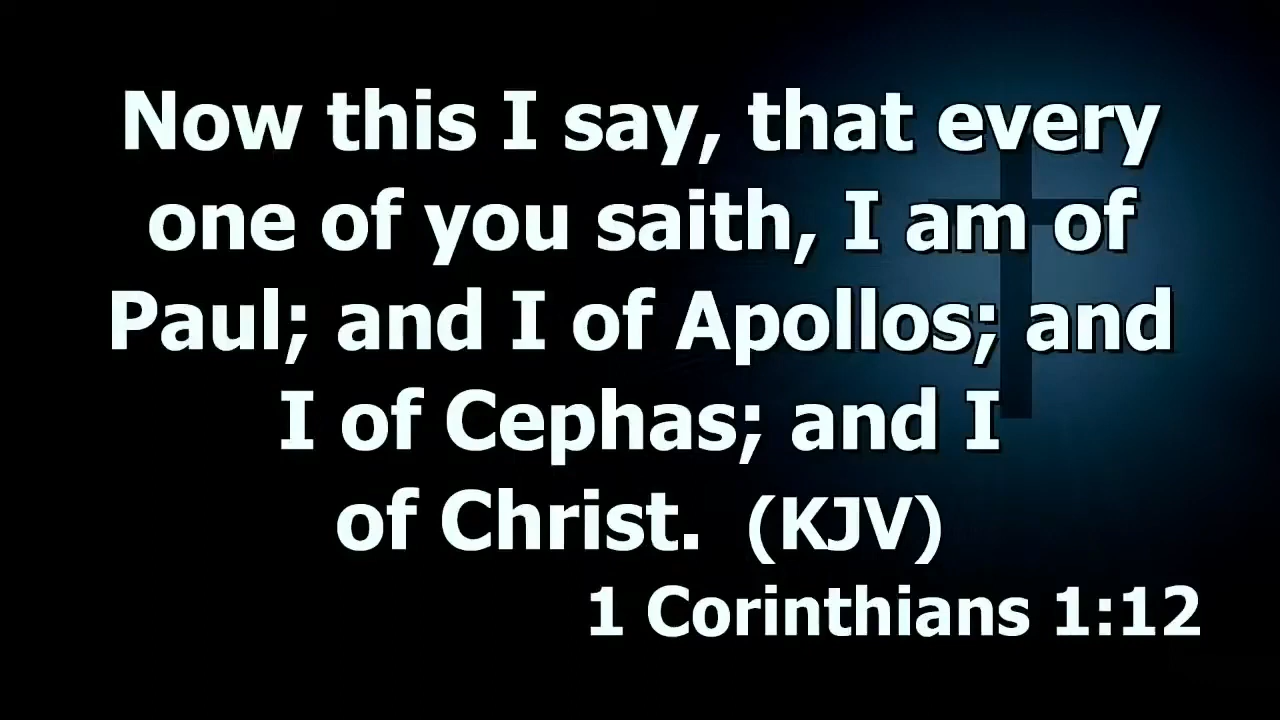 Now this I say, that every
one of you saith, I am of
Paul; and I of Apollos; and
I of Cephas; and I
of Christ.  (KJV)
1 Corinthians 1:12